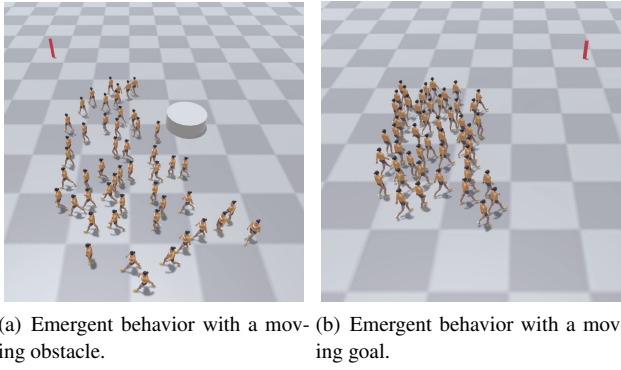 (a) Emergent behavior with a mov-
ing obstacle.
(b) Emergent behavior with a mov
ing goal.